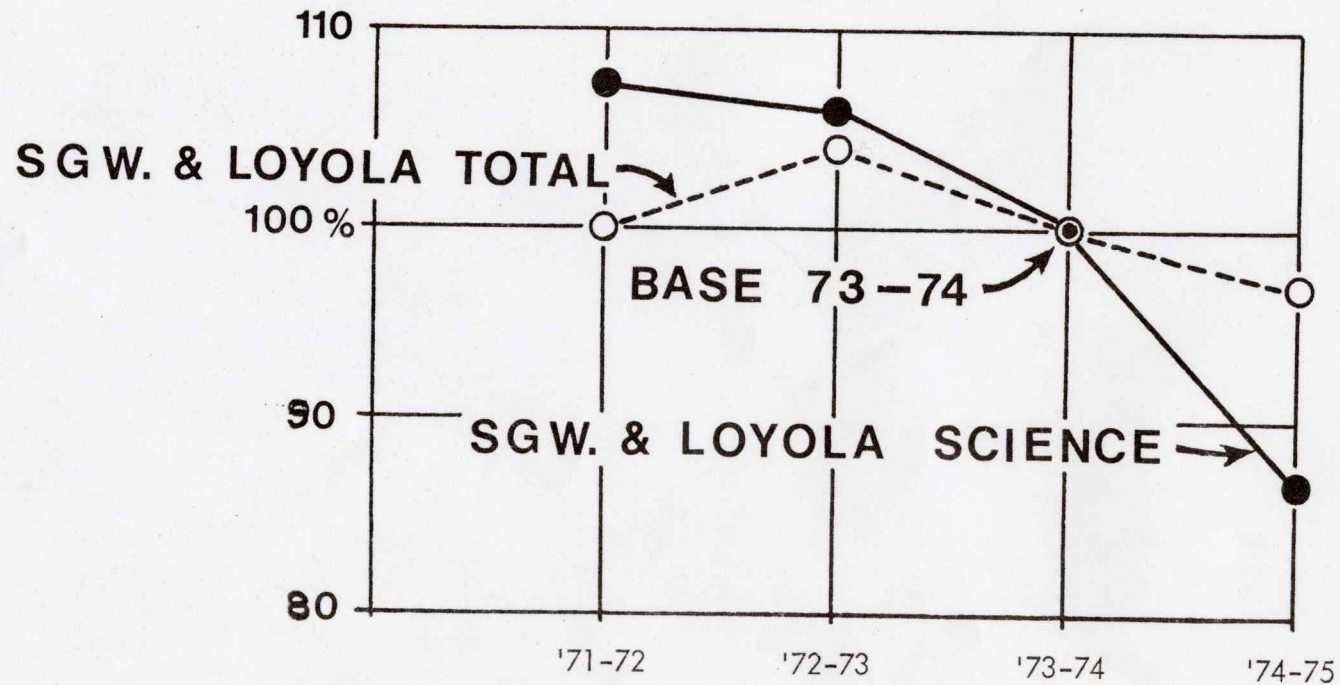 110
SGW. & LOYOLA TOTAL
100 %
BASE 73-74
90
SGW. & LOYOLA SCIENCE
80
'71-72
'72-73
'73-74
'74-75